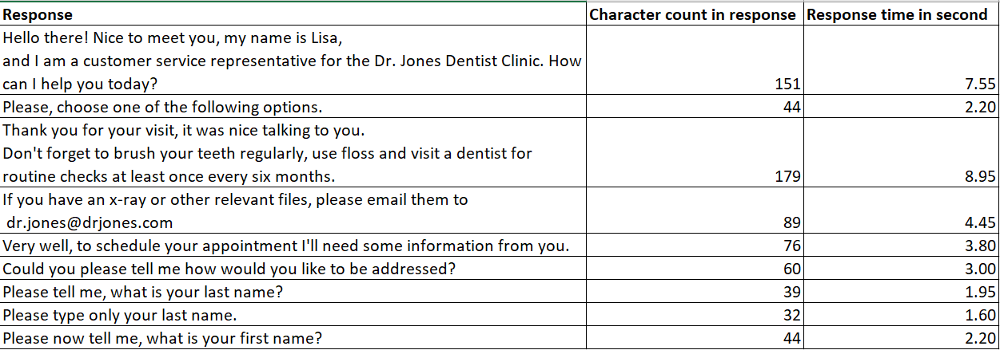 Response Character count in response Response time in second
Hello there! Nice to meet you, my name is Lisa,
and I am a customer service representative for the Dr. Jones Dentist Clinic. How
can I help you today? 151 7.55
Please, choose one of the following options. 44 2.20
Thank you for your visit, it was nice talking to you.
Don't forget to brush your teeth regularly, use floss and visit a dentist for
routine checks at least once every six months. 179 8.95
If you have an x-ray or other relevant files, please email them to
dr.jones@drjones.com 89 4.45
Very well, to schedule your appointment I'll need some information from you. 76 3.80
Could you please tell me how would you like to be addressed? 60 3.00
Please tell me, what is your last name? 39 1.95
Please type only your last name. 32 1.60
Please now tell me, what is your first name? 44 2.20